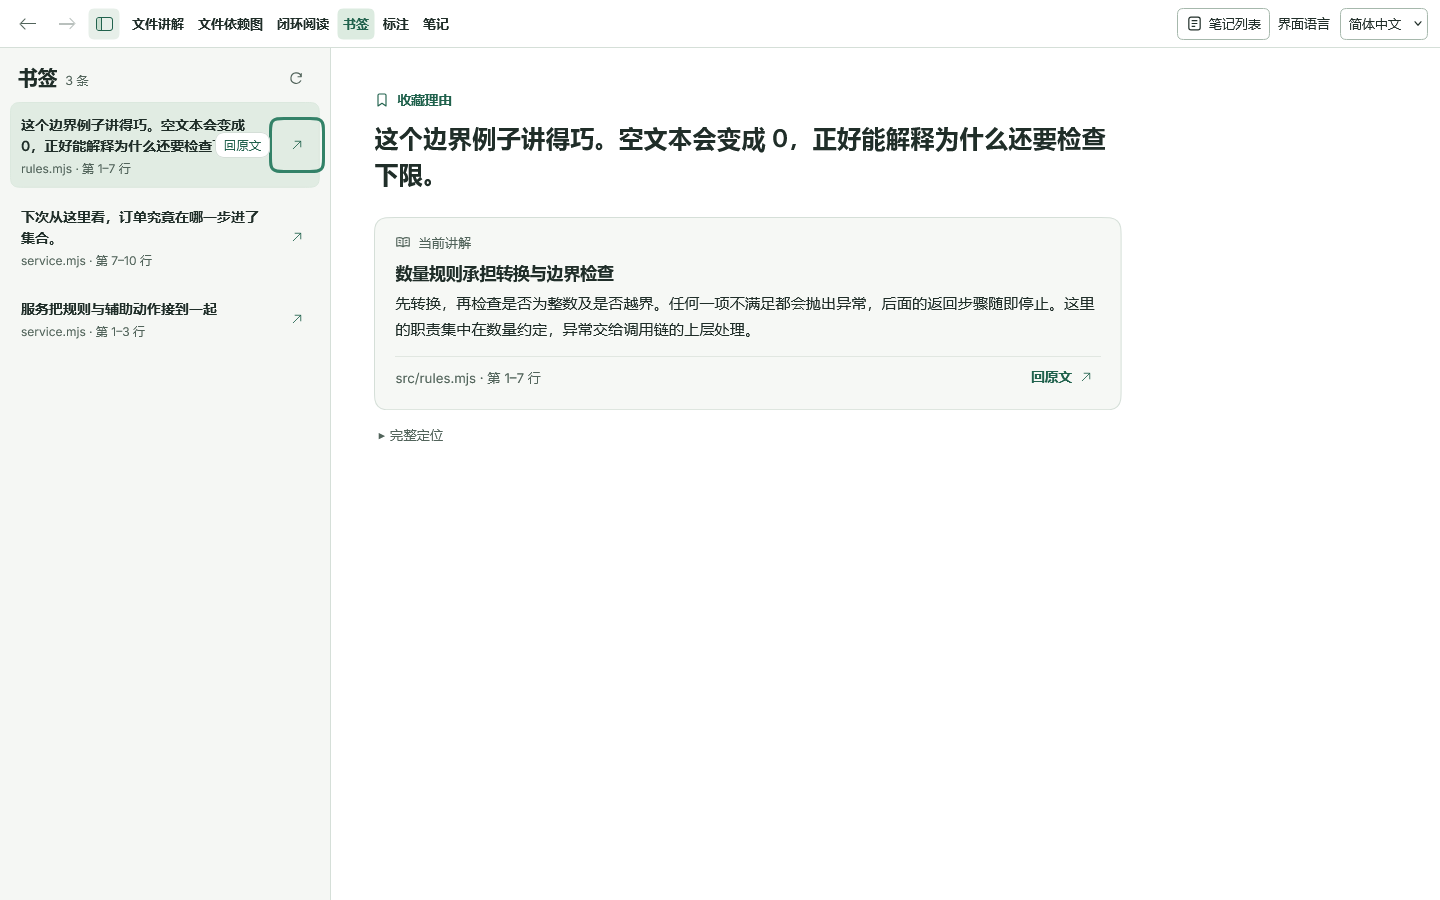 文件讲解 文件依赖图 闭环阅读 书签 标注 笔记 笔记列表 界面语言 简体中文
书签 3 条
这个边界例子讲得巧。空文本会变成
0，正好能解释为什么还要检查 回原文
rules.mjs · 第 1–7 行
下次从这里看，订单究竟在哪一步进了
集合。
service.mjs · 第 7–10 行
服务把规则与辅助动作接到一起
service.mjs · 第 1–3 行
收藏理由
这个边界例子讲得巧。空文本会变成 0，正好能解释为什么还要检查
下限。
当前讲解
数量规则承担转换与边界检查
先转换，再检查是否为整数及是否越界。任何一项不满足都会抛出异常，后面的返回步骤随即停止。这里
的职责集中在数量约定，异常交给调用链的上层处理。
src/rules.mjs · 第 1–7 行 回原文
完整定位